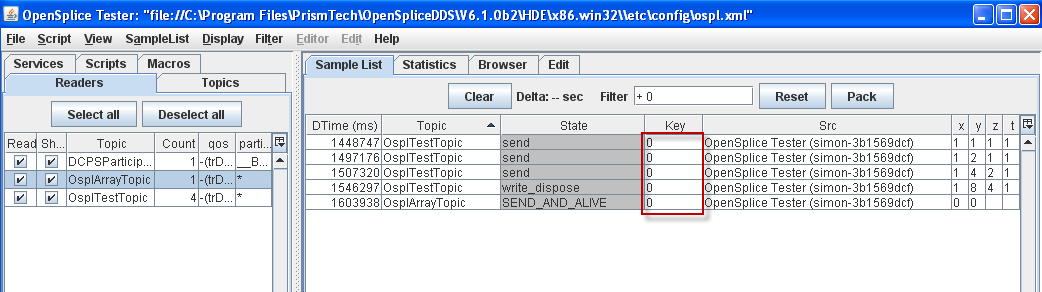 OpenSplice Tester: "file://C:\Program Files\PrismTech\OpenSpliceDDS\V6.1.0b2\HDE\x86.win32\\etc\config\ospl.xml"
File Script View SampleList Display Filter Editor Edit Help
Services Scripts Macros
Readers Topics
Select all Deselect all
Read Sh... Topic Count qos parti...
DCPSParticip... 1 -(trD... __B...
OsplArrayTopic 1 -(trD... *
OsplTestTopic 4 -(trD... *
Sample List Statistics Browser Edit
Clear Delta: -- sec Filter + 0 Reset Pack
DTime (ms) Topic State Key Src x y z t
1448747 OsplTestTopic send 0 OpenSplice Tester (simon-3b1569dcf) 1 1 1 1
1497176 OsplTestTopic send 0 OpenSplice Tester (simon-3b1569dcf) 1 2 1 1
1507320 OsplTestTopic send 0 OpenSplice Tester (simon-3b1569dcf) 1 4 2 1
1546297 OsplTestTopic write_dispose 0 OpenSplice Tester (simon-3b1569dcf) 1 8 4 1
1603938 OsplArrayTopic SEND_AND_ALIVE 0 OpenSplice Tester (simon-3b1569dcf) 0 0